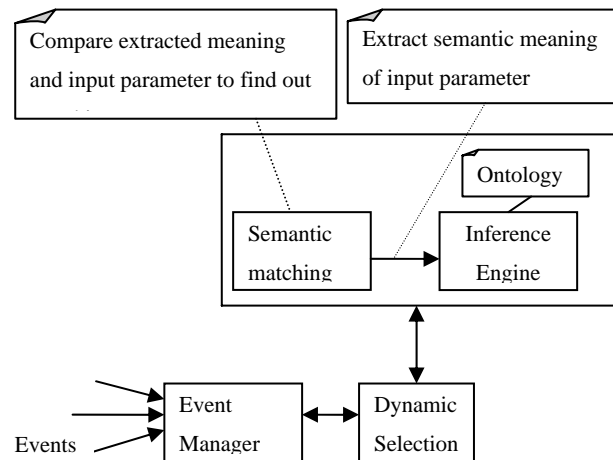 Compare extracted meaning
and input parameter to find out
Extract semantic meaning
of input parameter
Ontology
Semantic
matching
Inference
Engine
Event
Manager
Dynamic
Selection
Events